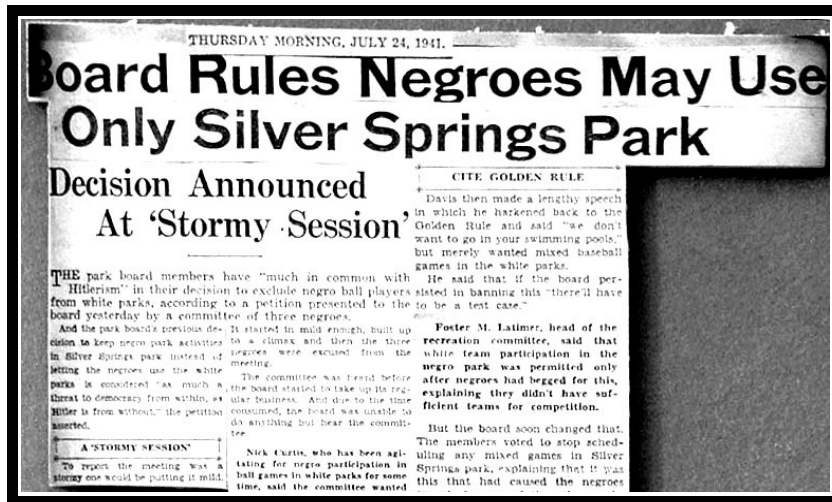 THURSDAY MORNING, JULY 24, 1941.
Board Rules Negroes May Use
Only Silver Springs Park
Decision Announced
At 'Stormy Session'
THE park board members have "much in common with
Hitlerism" in their decision to exclude negro ball players
from white parks, according to a petition presented to the
board yesterday by a committee of three negroes.
And the park board's previous de-
cision to keep negro park activities
in Silver Springs park instead of
letting the negroes use the white
parks is considered "as much a
threat to democracy from within, as
Hitler is from without," the petition
asserted.
A 'STORMY SESSION'
To report the meeting was a
stormy one would be putting it mild.
It started in mild enough, built up
to a climax and then the three
negroes were excused from the
meeting.
The committee was heard before
the board started to take up its reg-
ular business. And due to the time
consumed, the board was unable to
do anything but hear the commit-
tee.
Nick Curtis, who has been agi-
tating for negro participation in
ball games in white parks for some
time, said the committee wanted
CITE GOLDEN RULE
Davis then made a lengthy speech
in which he harkened back to the
Golden Rule and said "we don't
want to go in your swimming pools,"
but merely wanted mixed baseball
games in the white parks.
He said that if the board per-
sisted in banning this "there'll have
to be a test case."
Foster M. Latimer, head of the
recreation committee, said that
white team participation in the
negro park was permitted only
after negroes had begged for this,
explaining they didn't have suf-
ficient teams for competition.
But the board soon changed that.
The members voted to stop sched-
uling any mixed games in Silver
Springs park, explaining that it was
this that had caused the negroes